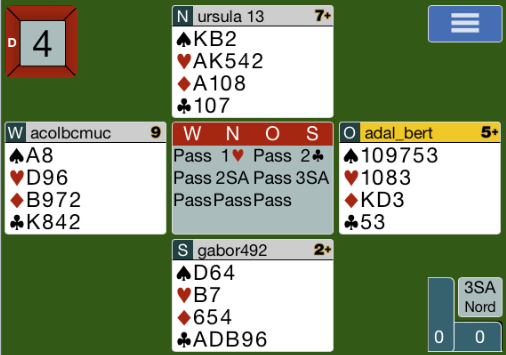 D 4
N ursula 13 7+
♠KB2
♥AK542
♦A108
♣107
W acolbcmuc 9
♠A8
♥D96
♦B972
♣K842
W N O S
Pass 1♥ Pass 2♣
Pass 2SA Pass 3SA
Pass Pass Pass
O adal_bert 5+
♠109753
♥1083
♦KD3
♣53
S gabor492 2+
♠D64
♥B7
♦654
♣ADB96
3SA
Nord
0 0